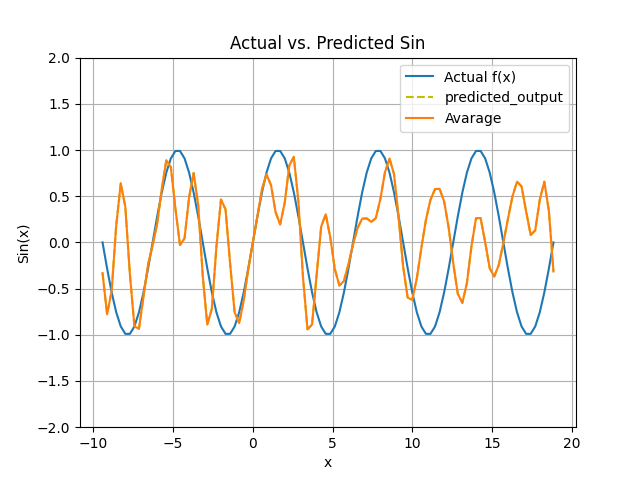 Actual vs. Predicted Sin
Actual f(x)
predicted_output
Avarage
Sin(x)
2.0
1.5
1.0
0.5
0.0
−0.5
−1.0
−1.5
−2.0
−10 −5 0 5 10 15 20
x